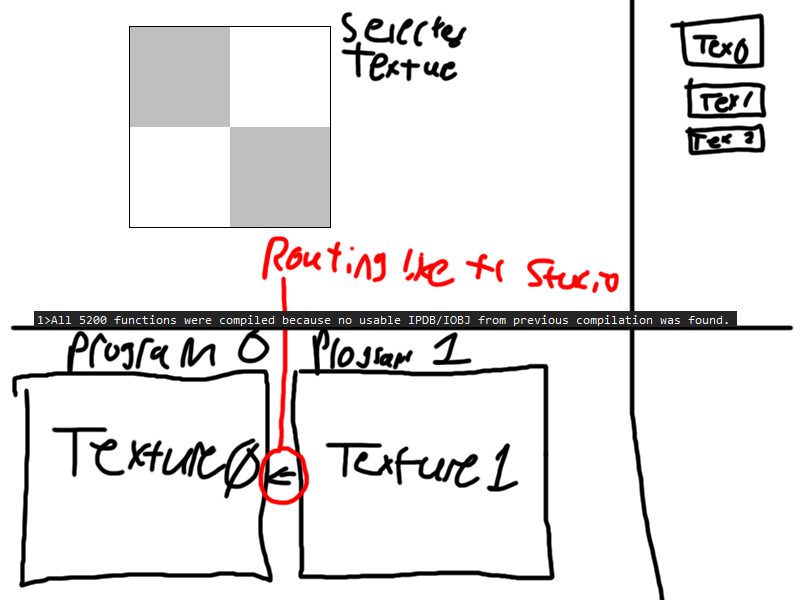 Selected
Texture
Tex0
Tex1
Tex 2
Routing like fl Studio
1>All 5200 functions were compiled because no usable IPDB/IOBJ from previous compilation was found.
Program 0
Program 1
Texture0
Texture1